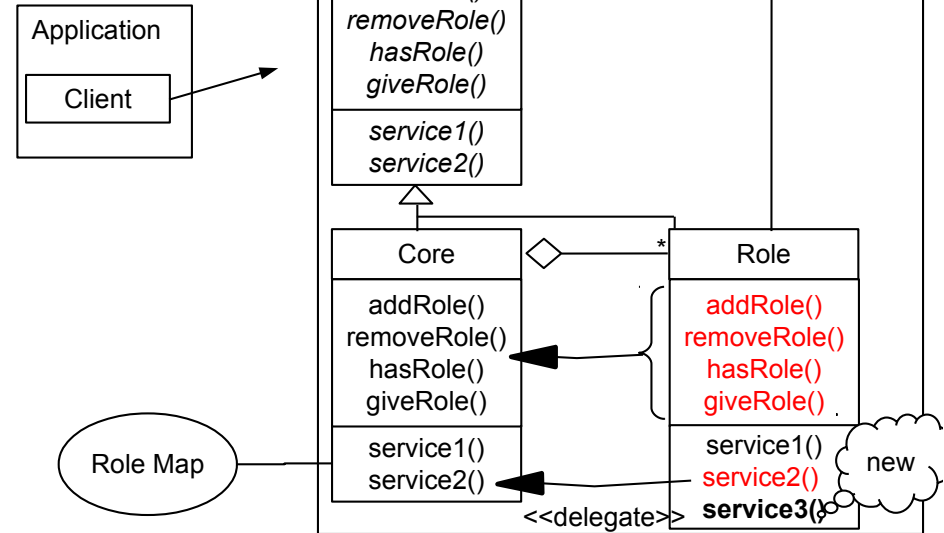 removeRole()
hasRole()
giveRole()
service1()
service2()
Application
Client
Core
addRole()
removeRole()
hasRole()
giveRole()
service1()
service2()
*
Role
addRole()
removeRole()
hasRole()
giveRole()
service1()
service2()
service3()
new
Role Map
<<delegate>>